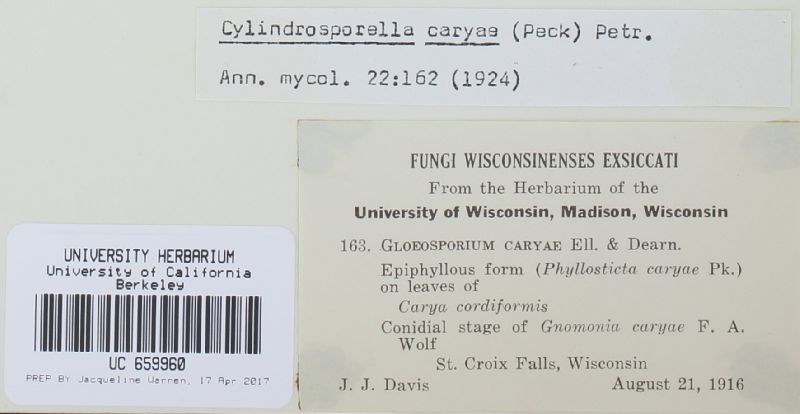 Cylindrosporella caryae (Peck) Petr.
Ann. mycol. 22:162 (1924)
FUNGI WISCONSINENSES EXSICCATI
From the Herbarium of the
University of Wisconsin, Madison, Wisconsin
163. GLOEOSPORIUM CARYAE Ell. & Dearn.
Epiphyllous form (Phyllosticta caryae Pk.)
on leaves of
Carya cordiformis
Conidial stage of Gnomonia caryae F. A.
Wolf
St. Croix Falls, Wisconsin
J. J. Davis August 21, 1916
UNIVERSITY HERBARIUM
University of California
Berkeley
UC 659960
PREP BY Jacqueline Warren, 17 Apr 2017